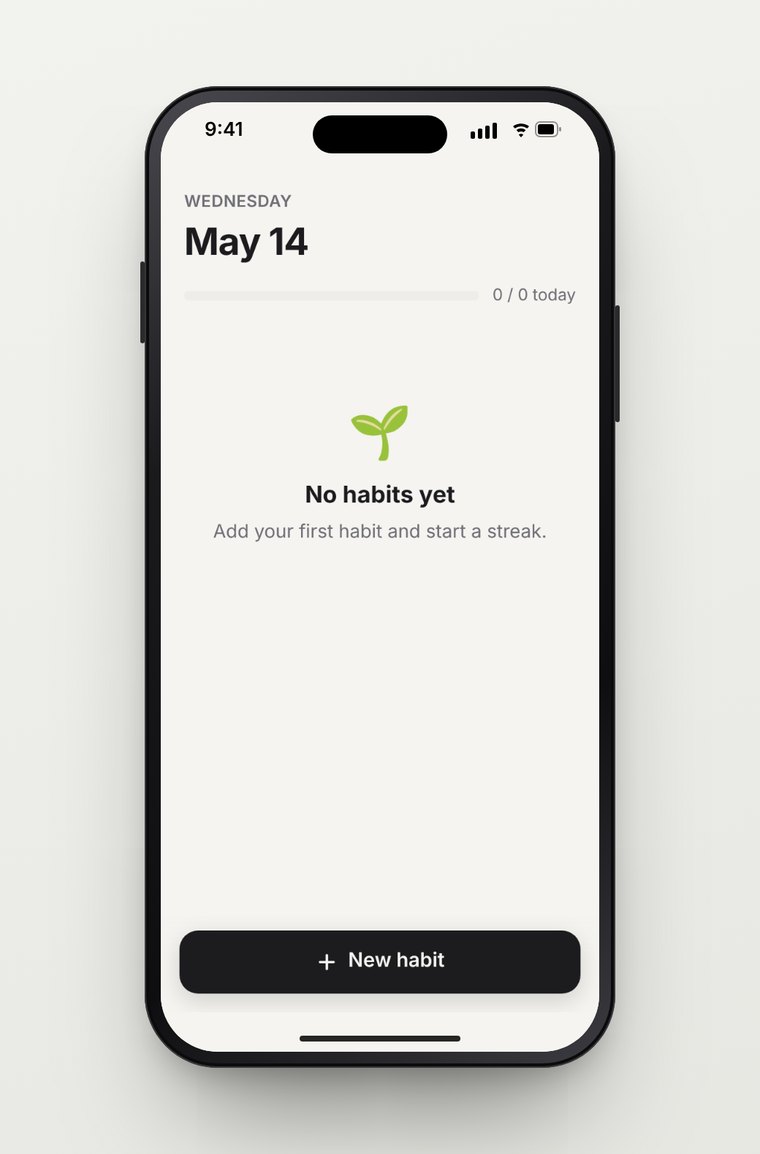 9:41
WEDNESDAY
May 14
0 / 0 today
No habits yet
Add your first habit and start a streak.
+ New habit